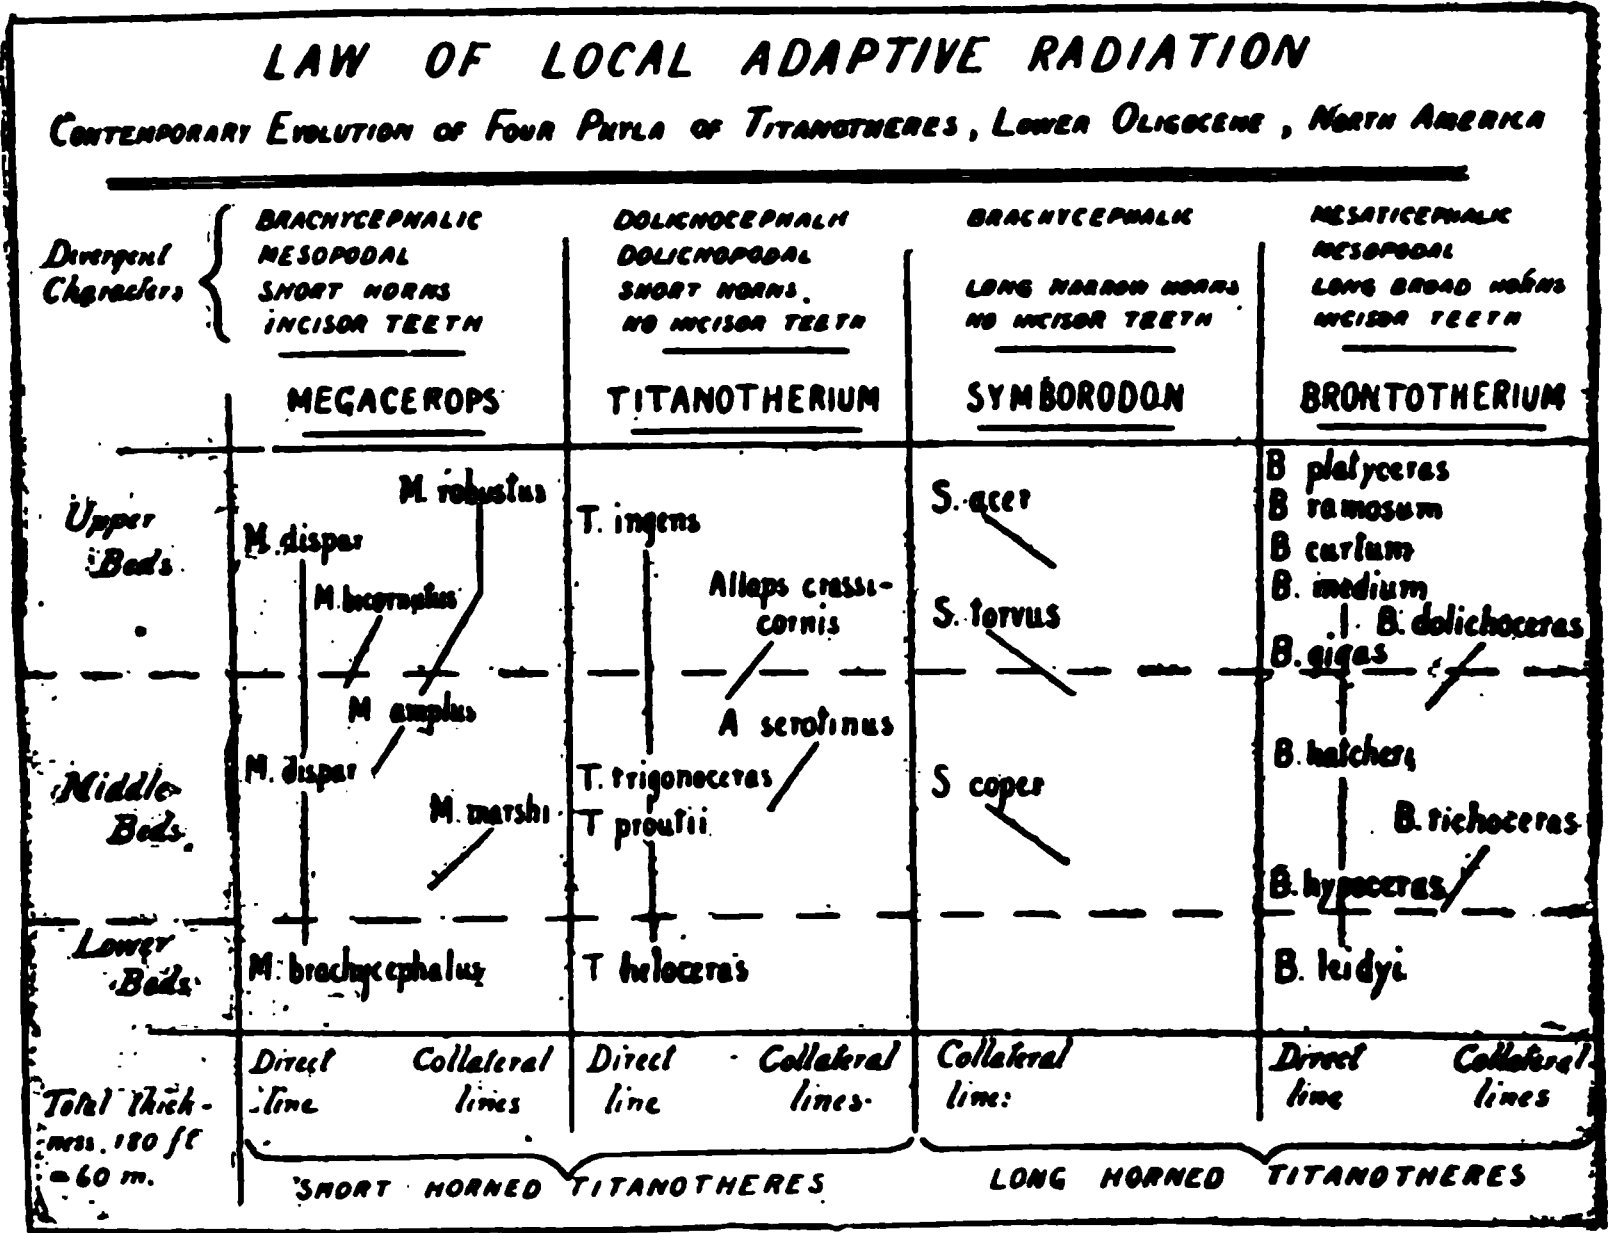 LAW OF LOCAL ADAPTIVE RADIATION
CONTEMPORARY EVOLUTION OF FOUR PHYLA OF TITANOTHERES, LOWER OLIGOCENE, NORTH AMERICA
Divergent
Characters
BRACHYCEPHALIC
MESOPODAL
SHORT HORNS
INCISOR TEETH
MEGACEROPS
DOLICHOCEPHALIC
DOLICHOPODAL
SHORT HORNS.
NO INCISOR TEETH
TITANOTHERIUM
BRACHYCEPHALIC
LONG NARROW HORNS
NO INCISOR TEETH
SYMBORODON
MESATICEPHALIC
MESOPODAL
LONG BROAD HORNS
INCISOR TEETH
BRONTOTHERIUM
Upper
Beds
M. robustus
M. dispar
M. bicornutus
T. ingens
Allops crassi-
cornis
S. acer
S. torvus
B platyceras
B ramosum
B curtum
B. medium
B. dolichoceras
B. gigas
Middle
Beds.
M amplus
M. dispar
M. marshi
A serotinus
T. trigonoceras
T proutii
S coper
B. hatcheri
B. tichoceras
B. hypoceras
Lower
Beds
M. brachycephalus
T heloceras
B. leidyi
Total thick-
ness. 180 ft
= 60 m.
Direct
line
Collateral
lines
Direct
line
Collateral
lines.
Collateral
line:
Direct
line
Collateral
lines
SHORT HORNED TITANOTHERES
LONG HORNED TITANOTHERES